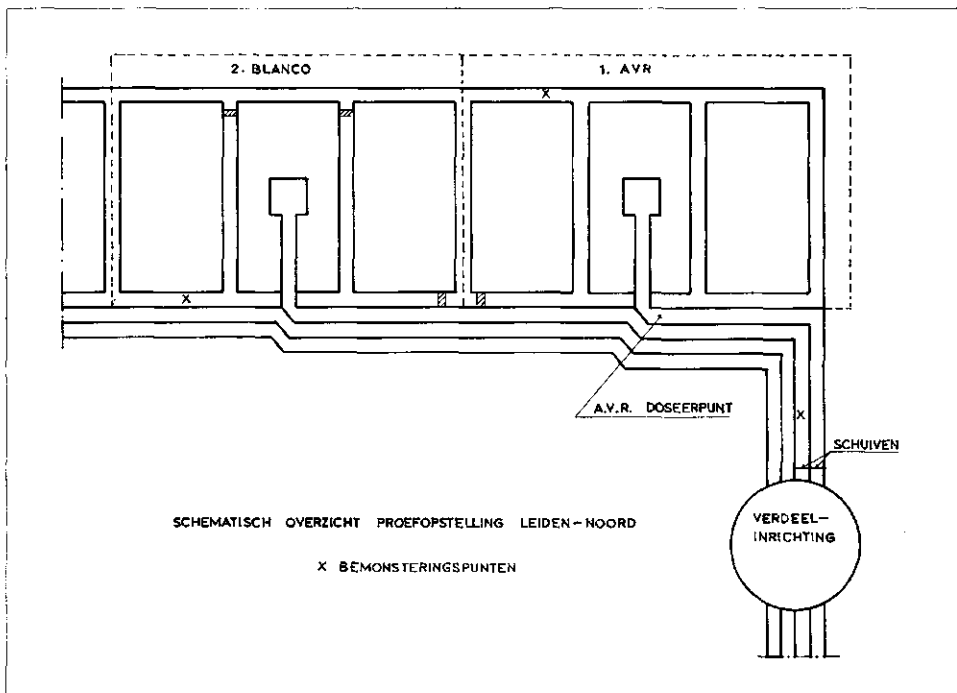 2. BLANCO
1. AVR
X
X
A.V.R. DOSEERPUNT
X
SCHUIVEN
VERDEEL-
INRICHTING
SCHEMATISCH OVERZICHT PROEFOPSTELLING LEIDEN-NOORD
X BEMONSTERINGSPUNTEN